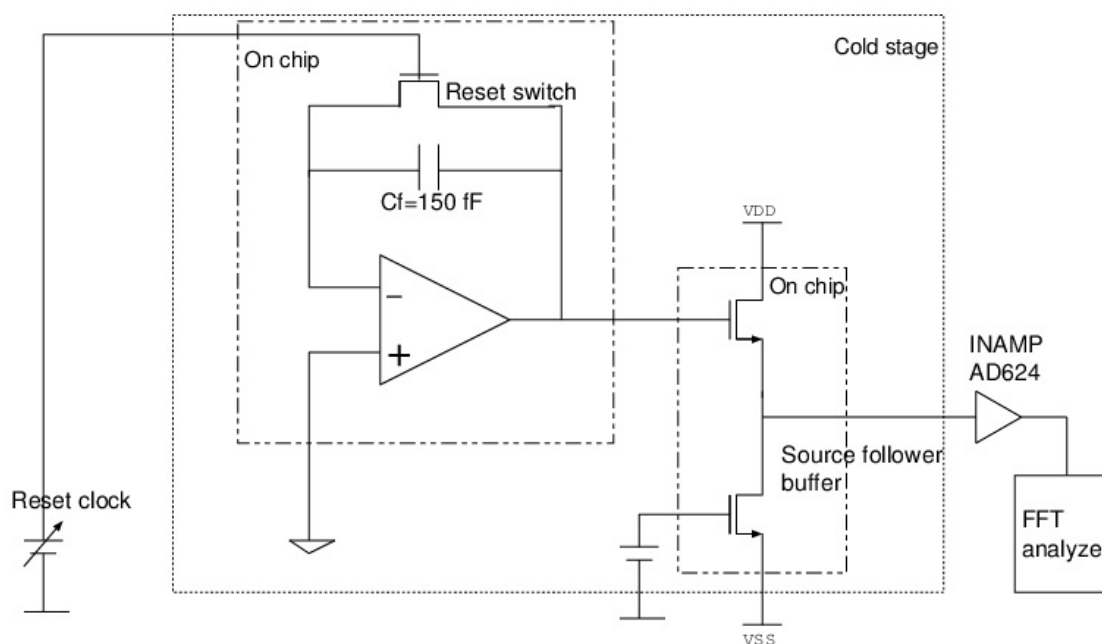 Cold stage
On chip
Reset switch
Cf=150 fF
−
+
VDD
On chip
INAMP
AD624
Source follower
buffer
Reset clock
FFT
analyze
VSS